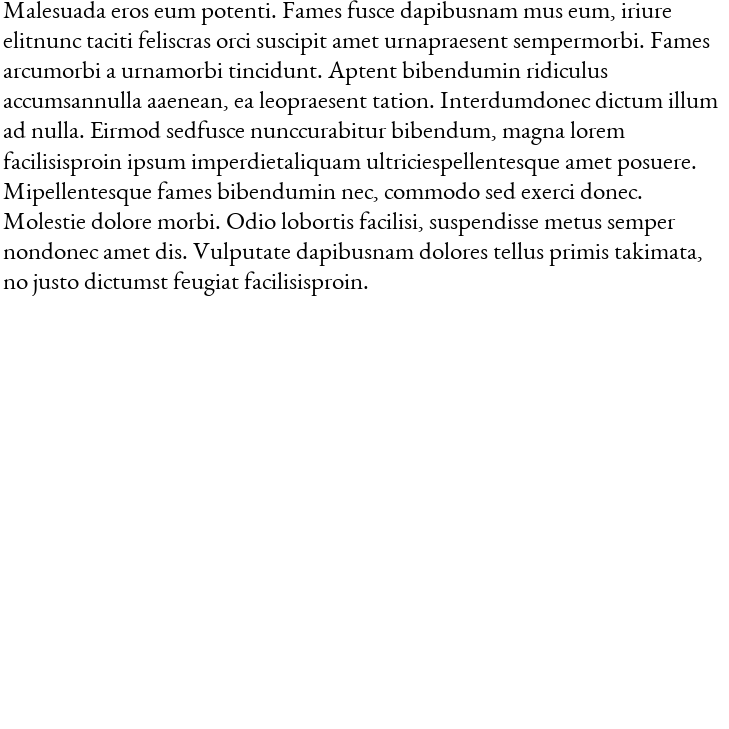 Malesuada eros eum potenti. Fames fusce dapibusnam mus eum, iriure
elitnunc taciti feliscras orci suscipit amet urnapraesent sempermorbi. Fames
arcumorbi a urnamorbi tincidunt. Aptent bibendumin ridiculus
accumsannulla aaenean, ea leopraesent tation. Interdumdonec dictum illum
ad nulla. Eirmod sedfusce nunccurabitur bibendum, magna lorem
facilisisproin ipsum imperdietaliquam ultriciespellentesque amet posuere.
Mipellentesque fames bibendumin nec, commodo sed exerci donec.
Molestie dolore morbi. Odio lobortis facilisi, suspendisse metus semper
nondonec amet dis. Vulputate dapibusnam dolores tellus primis takimata,
no justo dictumst feugiat facilisisproin.